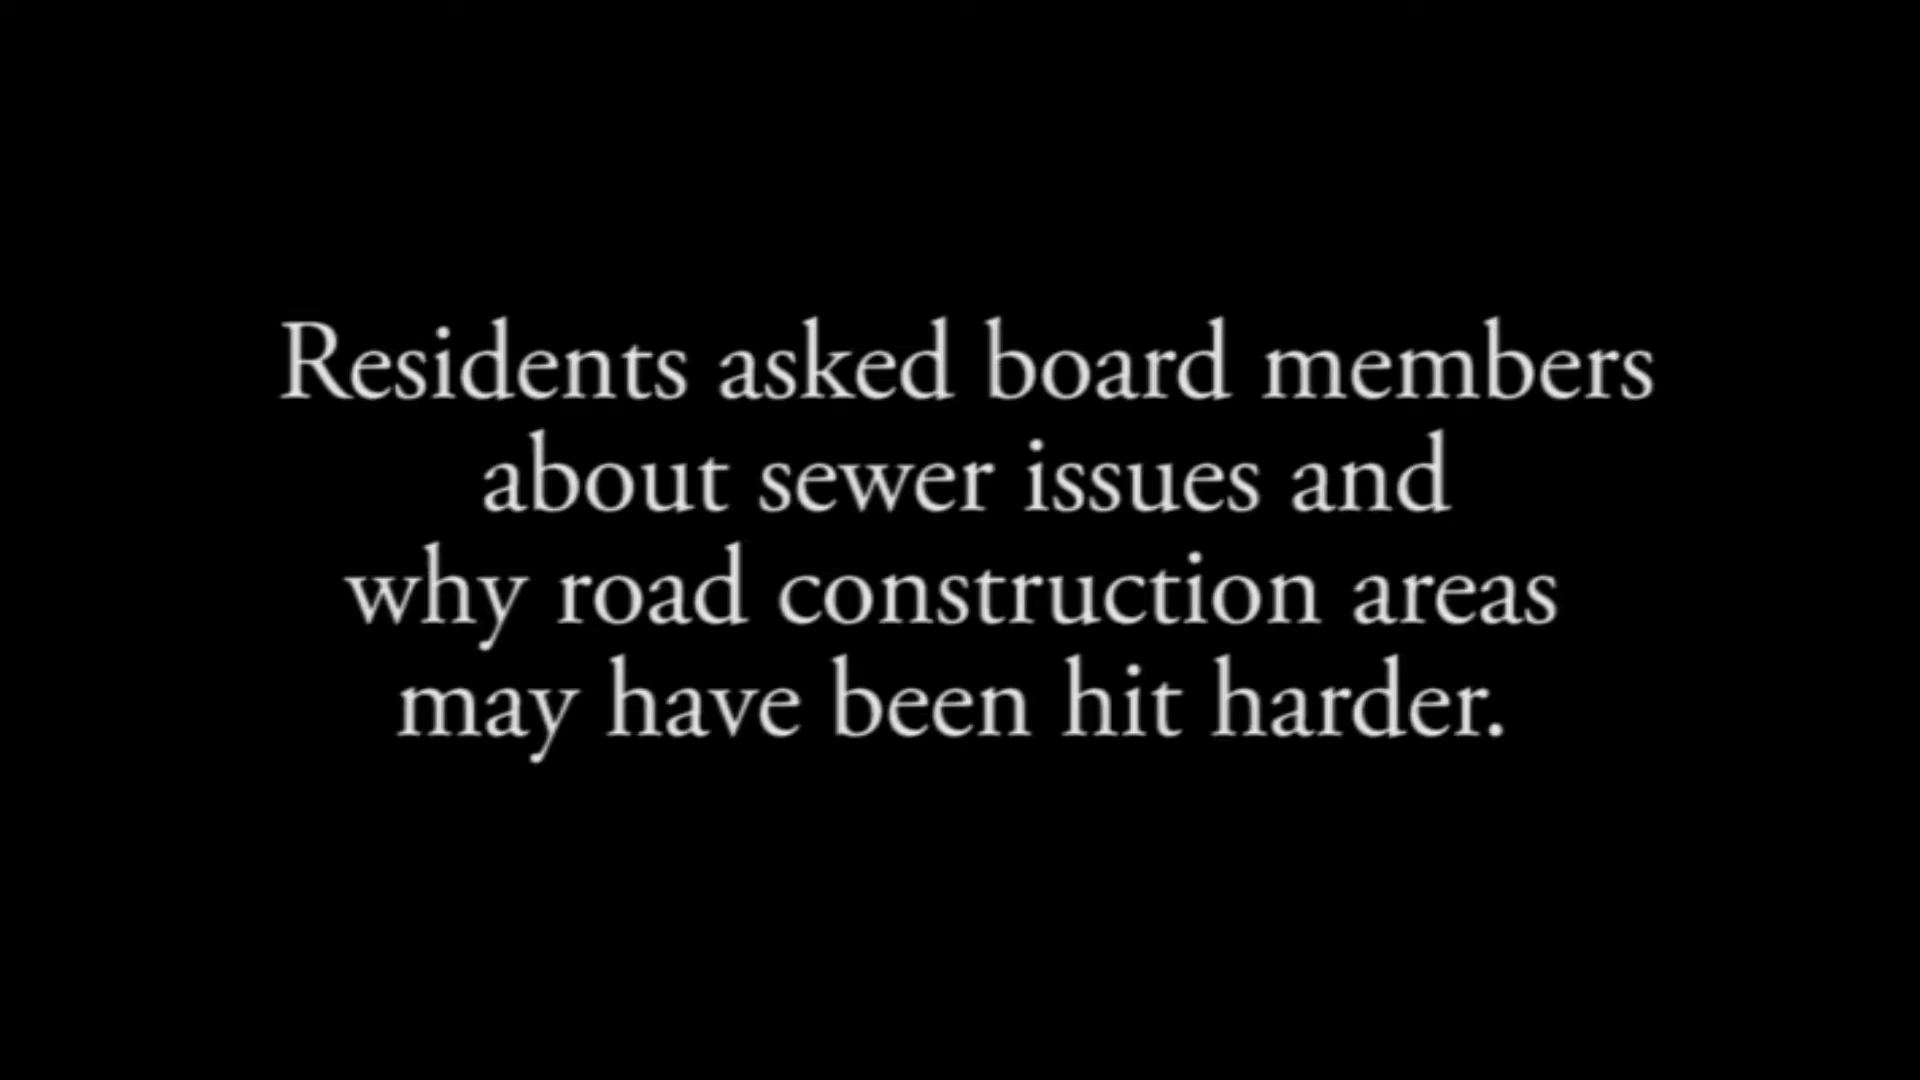 Residents asked board members
about sewer issues and
why road construction areas
may have been hit harder.